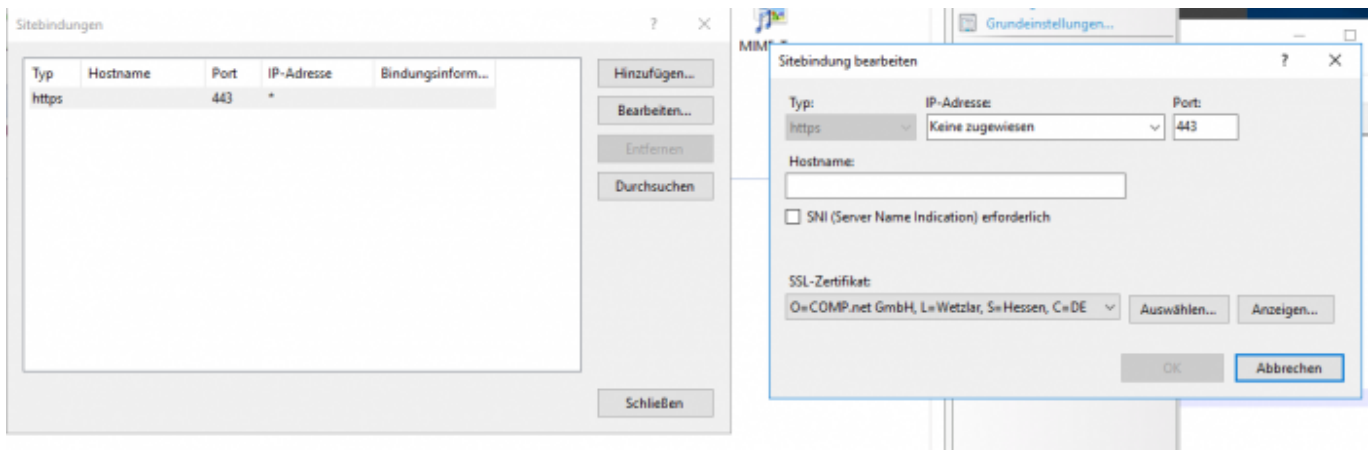 Sitebindungen
Typ Hostname Port IP-Adresse Bindungsinform...
https 443 *
Hinzufügen...
Bearbeiten...
Entfernen
Durchsuchen
Schließen
Grundeinstellungen...
Sitebindung bearbeiten
Typ: IP-Adresse: Port:
https Keine zugewiesen 443
Hostname:
SNI (Server Name Indication) erforderlich
SSL-Zertifikat:
O=COMP.net GmbH, L=Wetzlar, S=Hessen, C=DE Auswählen... Anzeigen...
OK Abbrechen